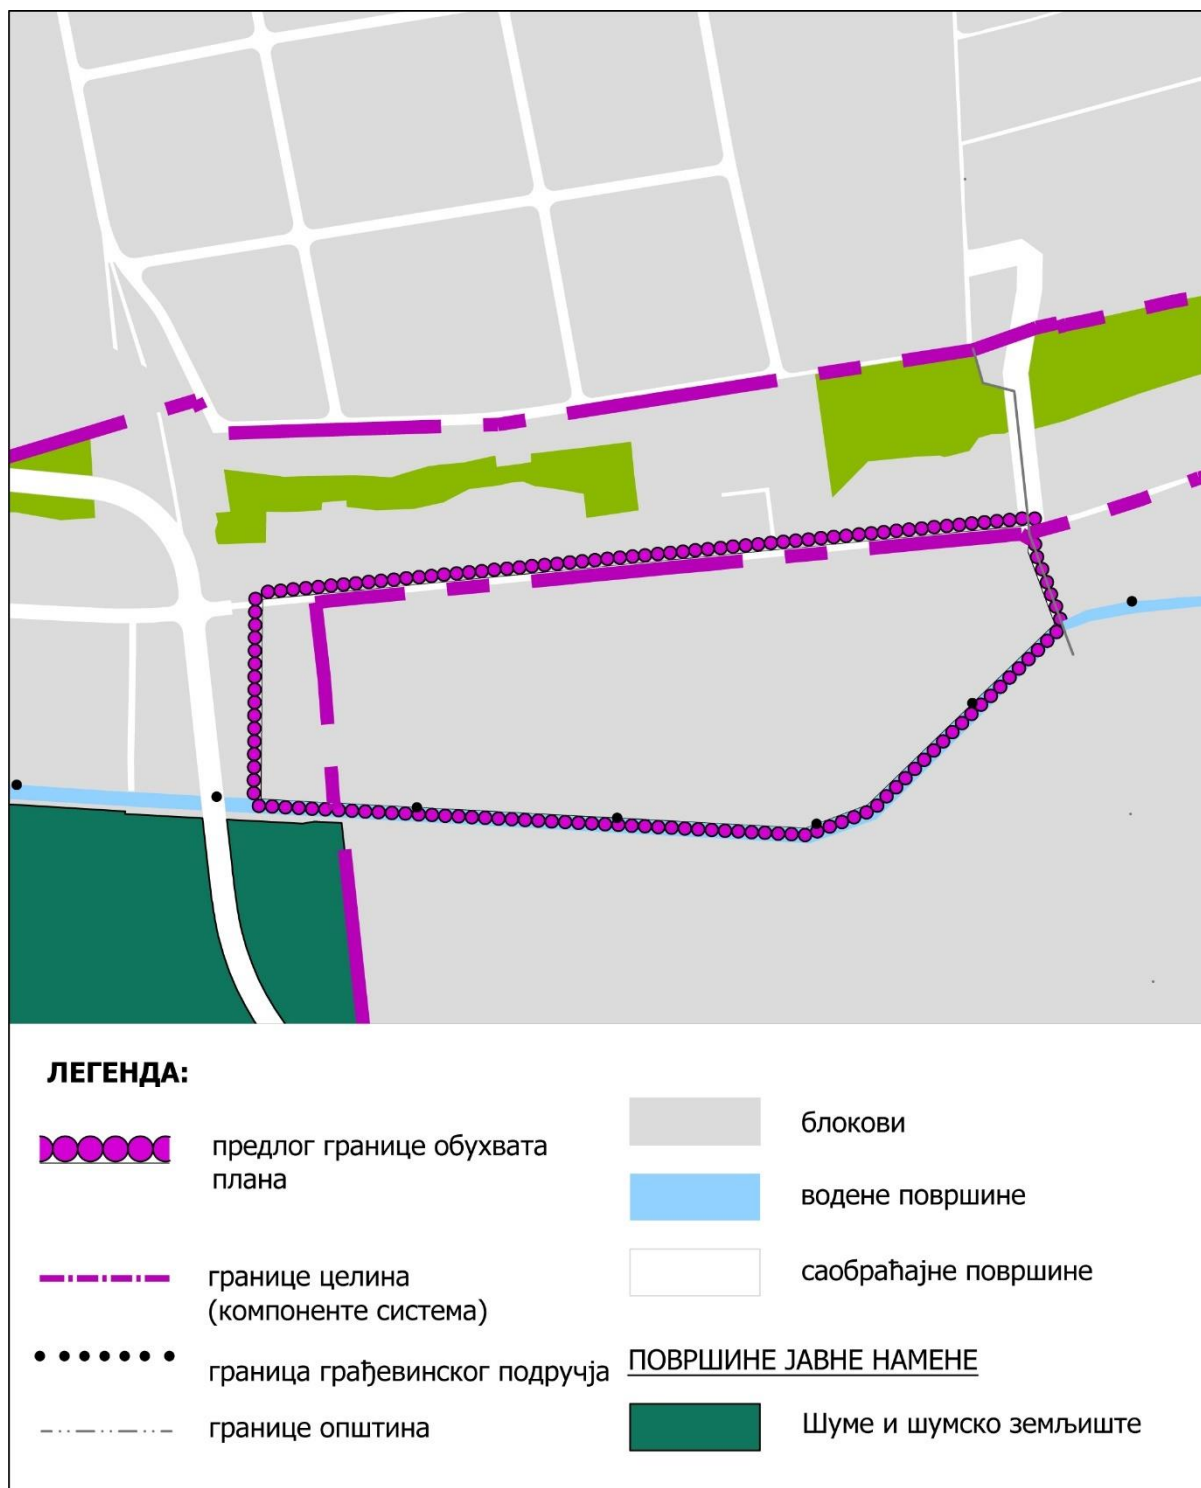 ЛЕГЕНДА:
предлог границе обухвата
плана
границе целина
(компоненте система)
граница грађевинског подручја
границе општина
блокови
водене површине
саобраћајне површине
ПОВРШИНЕ ЈАВНЕ НАМЕНЕ
Шуме и шумско земљиште